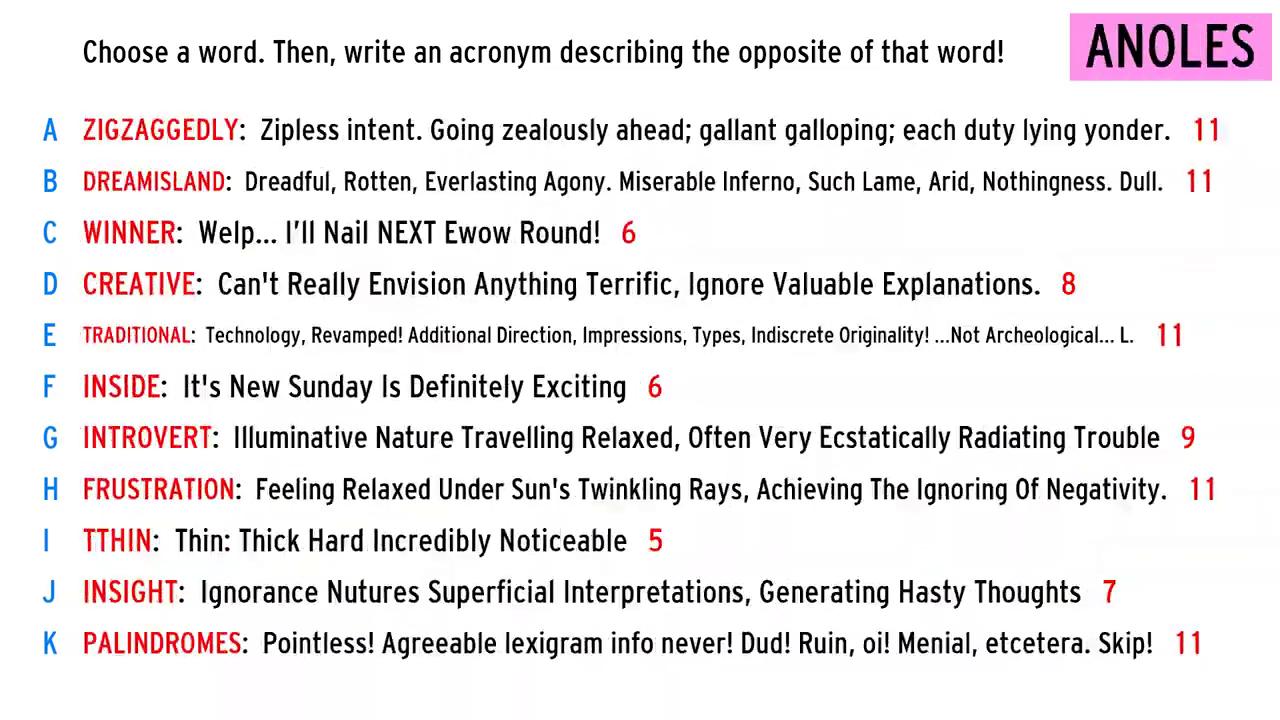 Choose a word. Then, write an acronym describing the opposite of that word!
ANOLES
A ZIGZAGGEDLY: Zipless intent. Going zealously ahead; gallant galloping; each duty lying yonder. 11
B DREAMISLAND: Dreadful, Rotten, Everlasting Agony. Miserable Inferno, Such Lame, Arid, Nothingness. Dull. 11
C WINNER: Welp... I'll Nail NEXT Ewow Round! 6
D CREATIVE: Can't Really Envision Anything Terrific, Ignore Valuable Explanations. 8
E TRADITIONAL: Technology, Revamped! Additional Direction, Impressions, Types, Indiscrete Originality! ...Not Archeological... L. 11
F INSIDE: It's New Sunday Is Definitely Exciting 6
G INTROVERT: Illuminative Nature Travelling Relaxed, Often Very Ecstatically Radiating Trouble 9
H FRUSTRATION: Feeling Relaxed Under Sun's Twinkling Rays, Achieving The Ignoring Of Negativity. 11
I TTHIN: Thin: Thick Hard Incredibly Noticeable 5
J INSIGHT: Ignorance Nutures Superficial Interpretations, Generating Hasty Thoughts 7
K PALINDROMES: Pointless! Agreeable lexigram info never! Dud! Ruin, oi! Menial, etcetera. Skip! 11